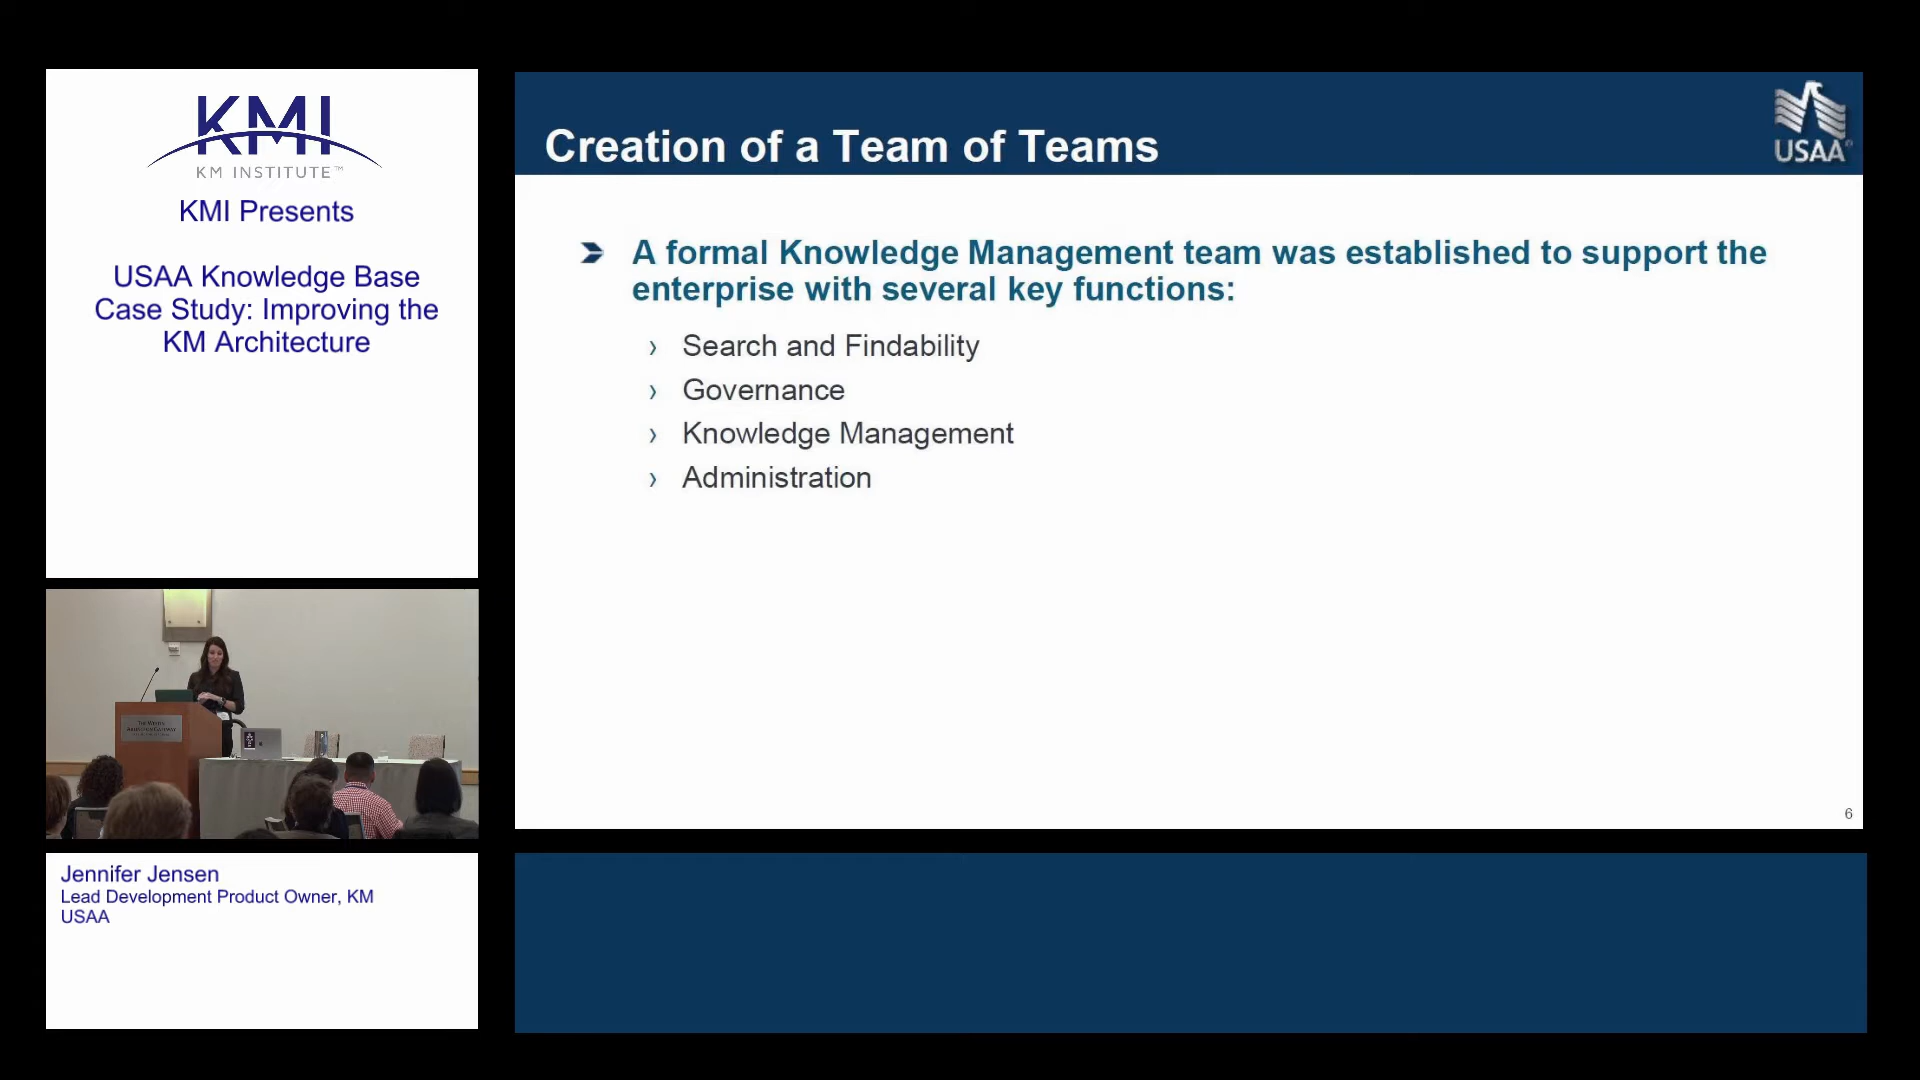 KMI
KM INSTITUTE™
KMI Presents
USAA Knowledge Base
Case Study: Improving the
KM Architecture
Creation of a Team of Teams
USAA®
A formal Knowledge Management team was established to support the
enterprise with several key functions:
Search and Findability
Governance
Knowledge Management
Administration
6
Jennifer Jensen
Lead Development Product Owner, KM
USAA